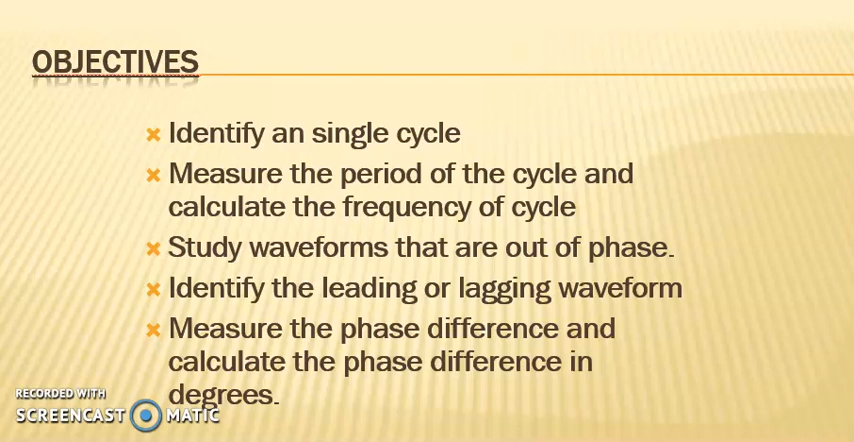 OBJECTIVES
Identify an single cycle
Measure the period of the cycle and
calculate the frequency of cycle
Study waveforms that are out of phase.
Identify the leading or lagging waveform
Measure the phase difference and
calculate the phase difference in
degrees.
RECORDED WITH
SCREENCAST MATIC